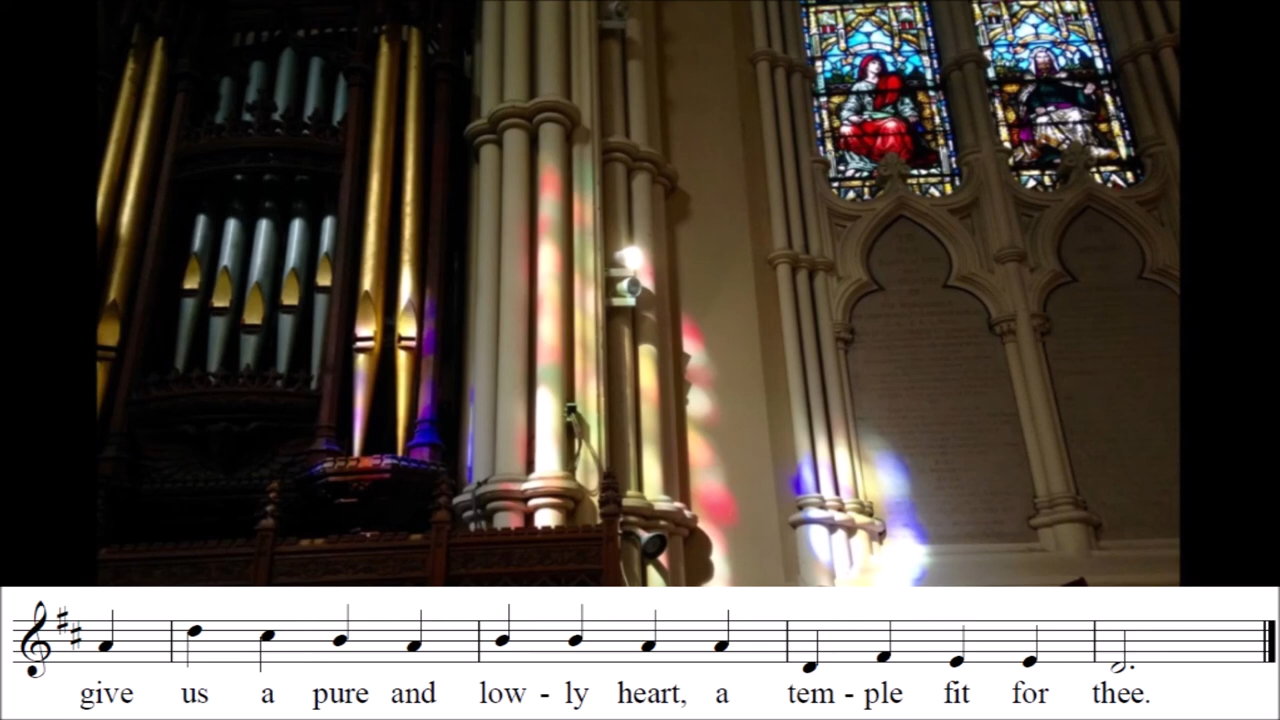 give us a pure and low - ly heart, a tem - ple fit for thee.